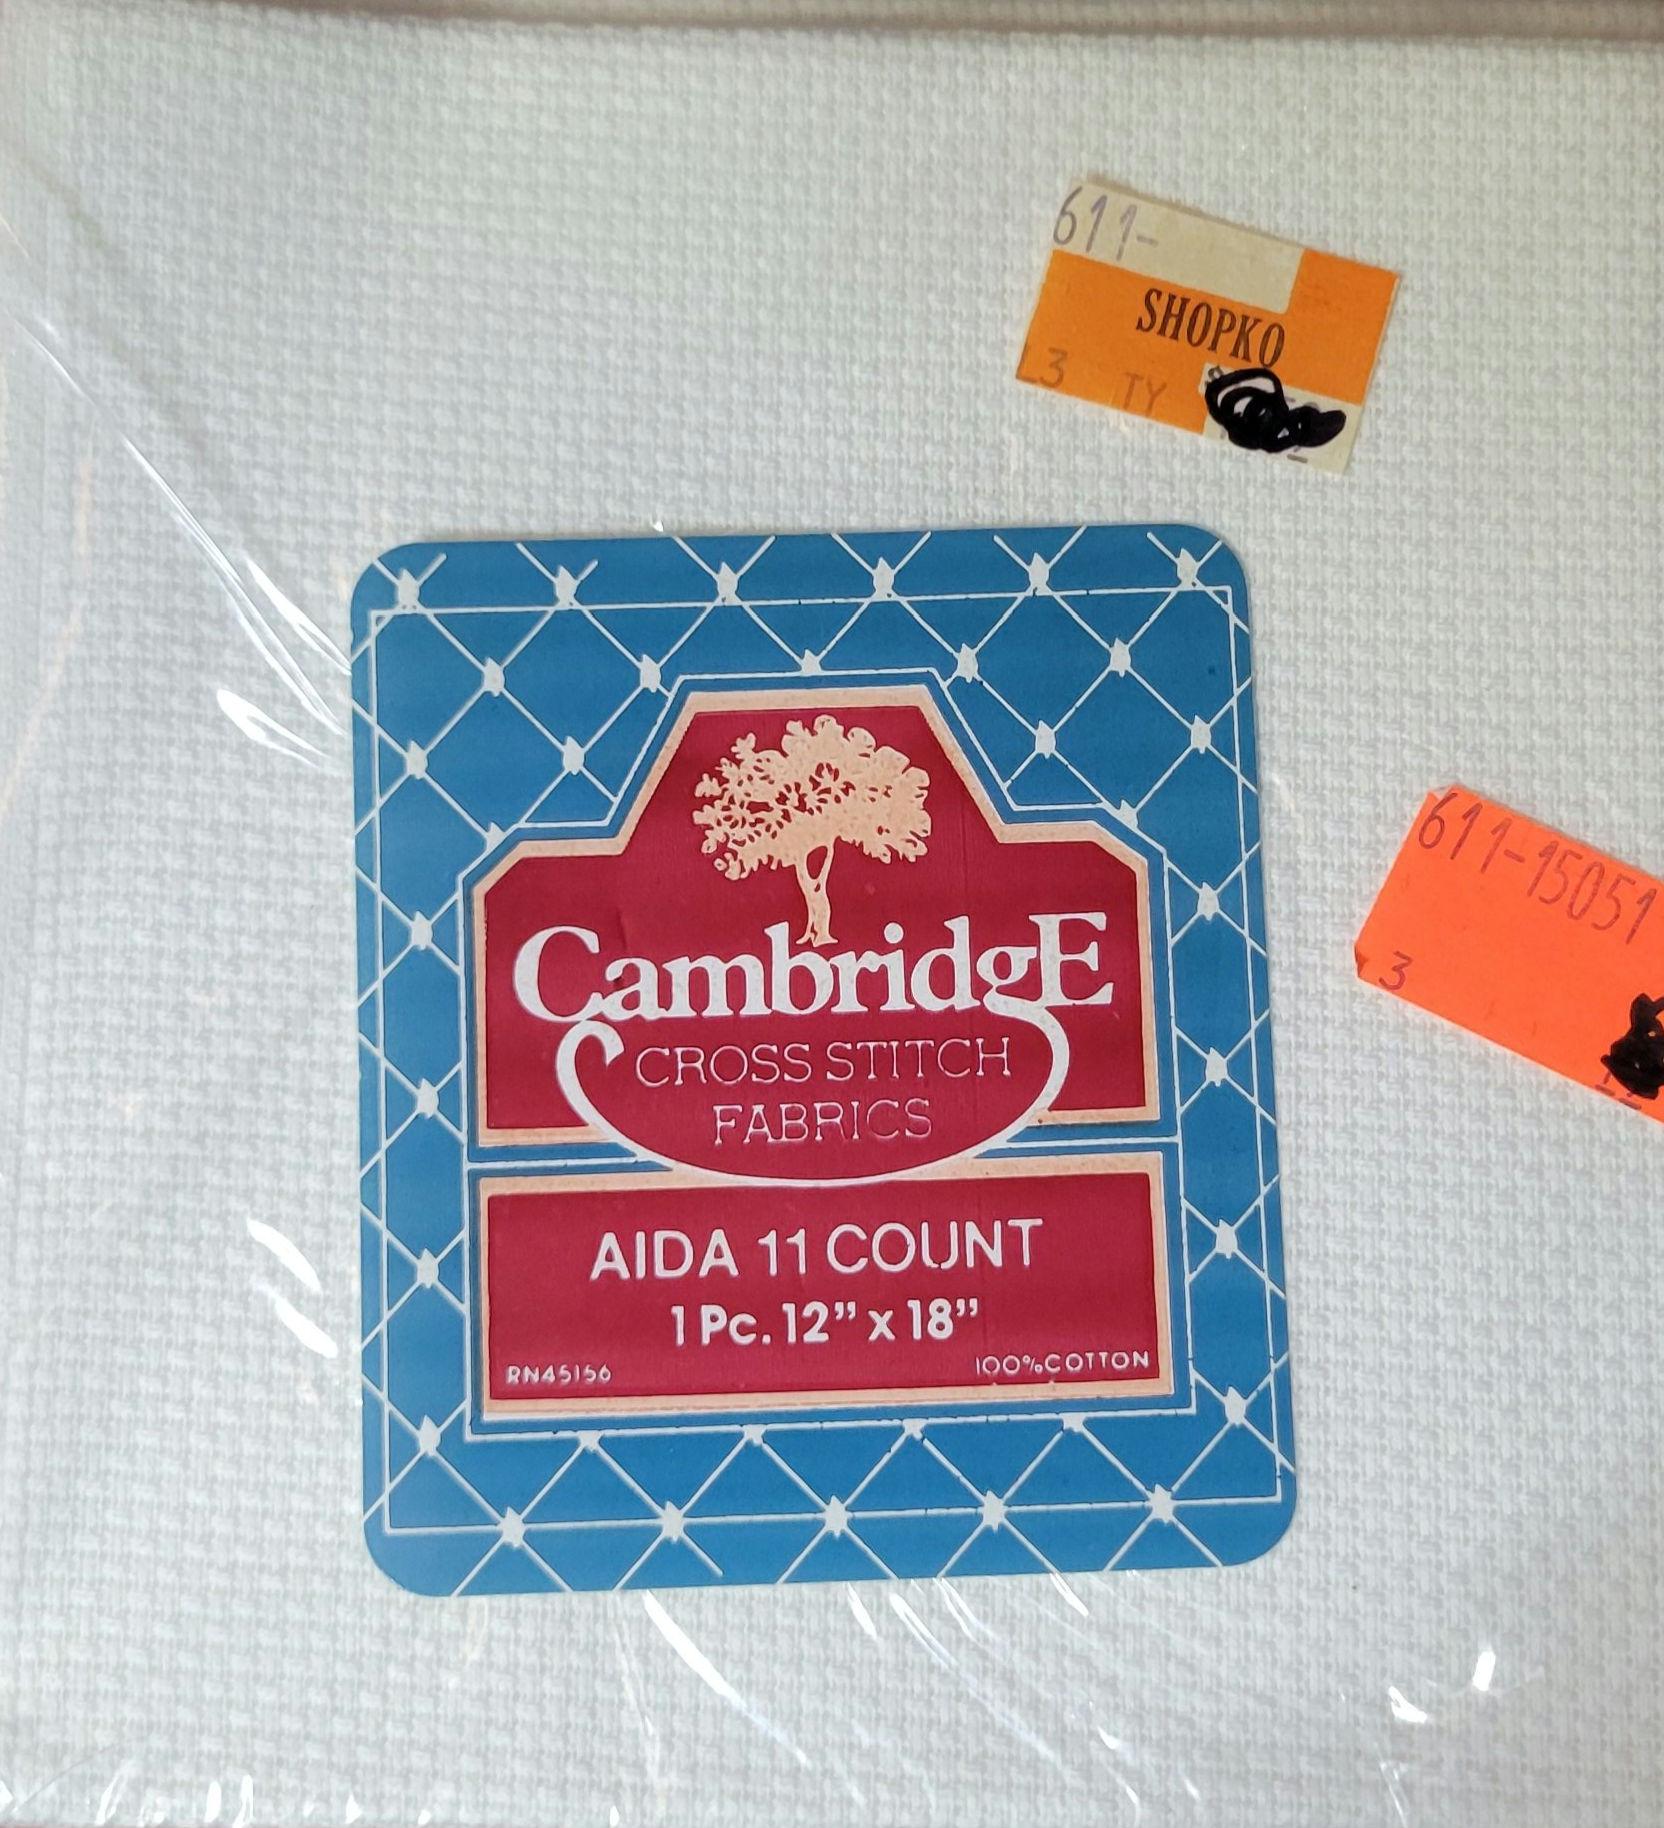 611-
SHOPKO
L3 TY
611-15051
3
CambridgE
CROSS STITCH
FABRICS
AIDA 11 COUNT
1 Pc. 12” x 18”
RN45156
100%COTTON